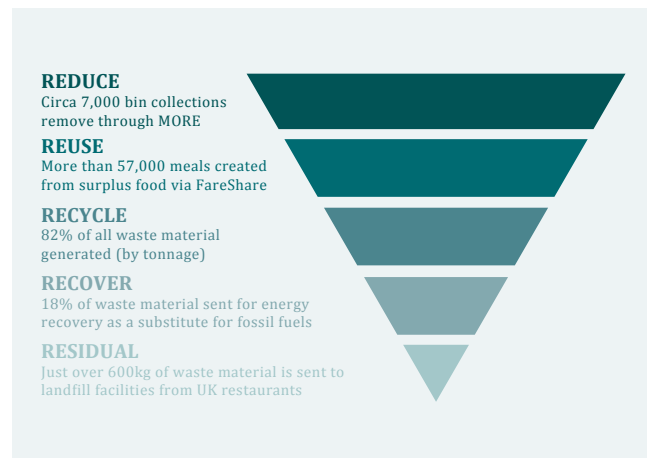 REDUCE
Circa 7,000 bin collections
remove through MORE
REUSE
More than 57,000 meals created
from surplus food via FareShare
RECYCLE
82% of all waste material
generated (by tonnage)
RECOVER
18% of waste material sent for energy
recovery as a substitute for fossil fuels
RESIDUAL
Just over 600kg of waste material is sent to
landfill facilities from UK restaurants